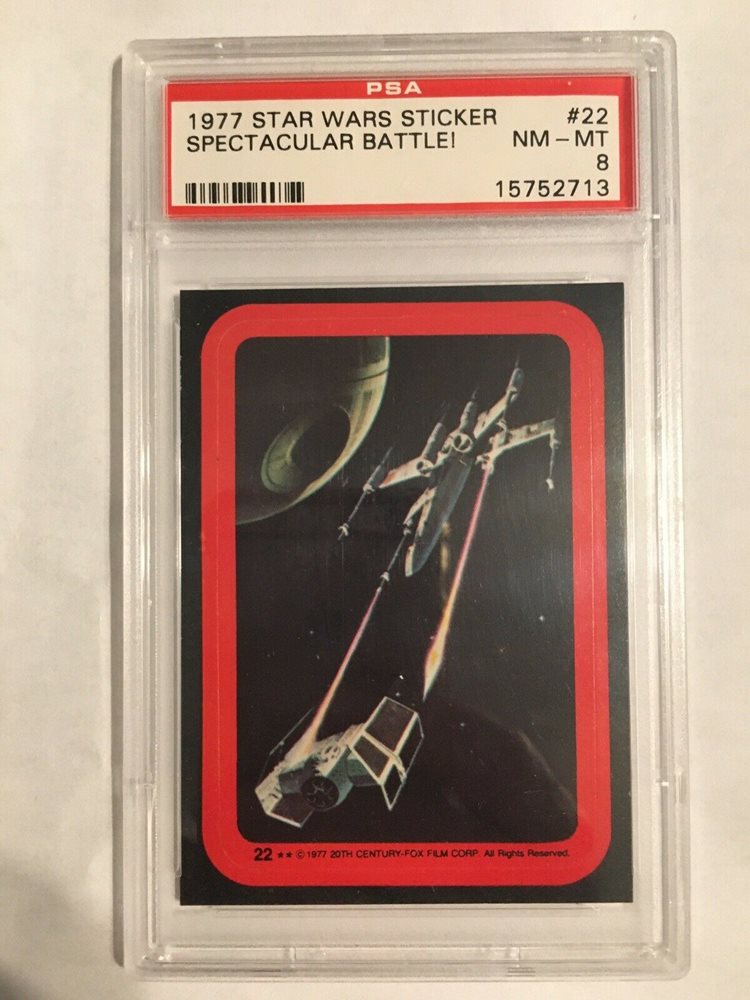 PSA
1977 STAR WARS STICKER #22
SPECTACULAR BATTLE! NM - MT
8
15752713
22 ★★ © 1977 20TH CENTURY-FOX FILM CORP. All Rights Reserved.